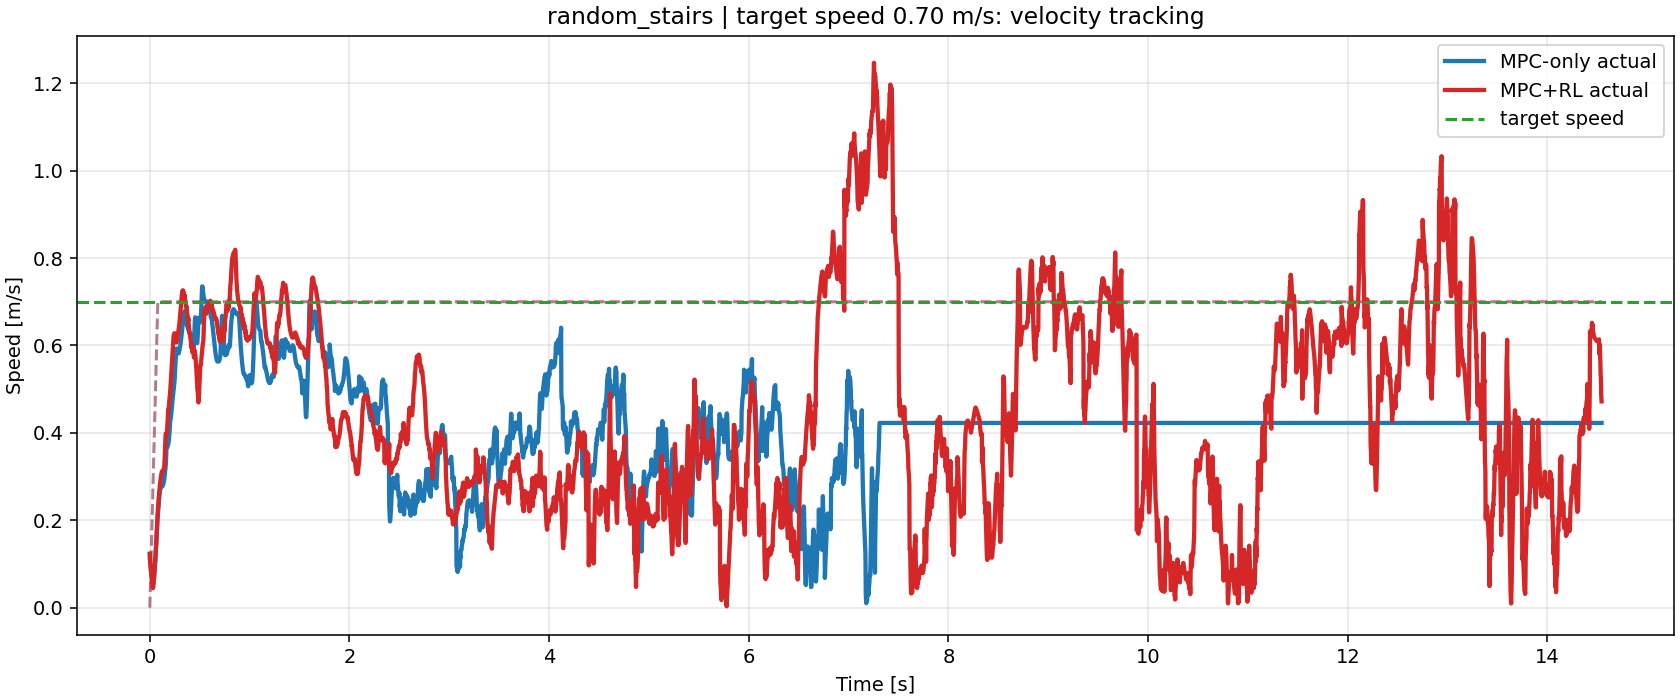 random_stairs | target speed 0.70 m/s: velocity tracking
MPC-only actual
MPC+RL actual
target speed
Speed [m/s]
1.2
1.0
0.8
0.6
0.4
0.2
0.0
0 2 4 6 8 10 12 14
Time [s]